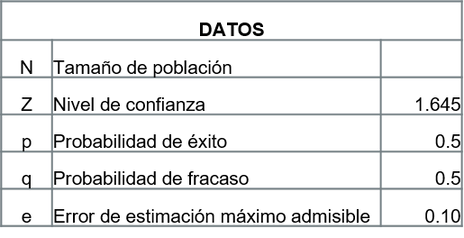 DATOS
N Tamaño de población
Z Nivel de confianza 1.645
p Probabilidad de éxito 0.5
q Probabilidad de fracaso 0.5
e Error de estimación máximo admisible 0.10